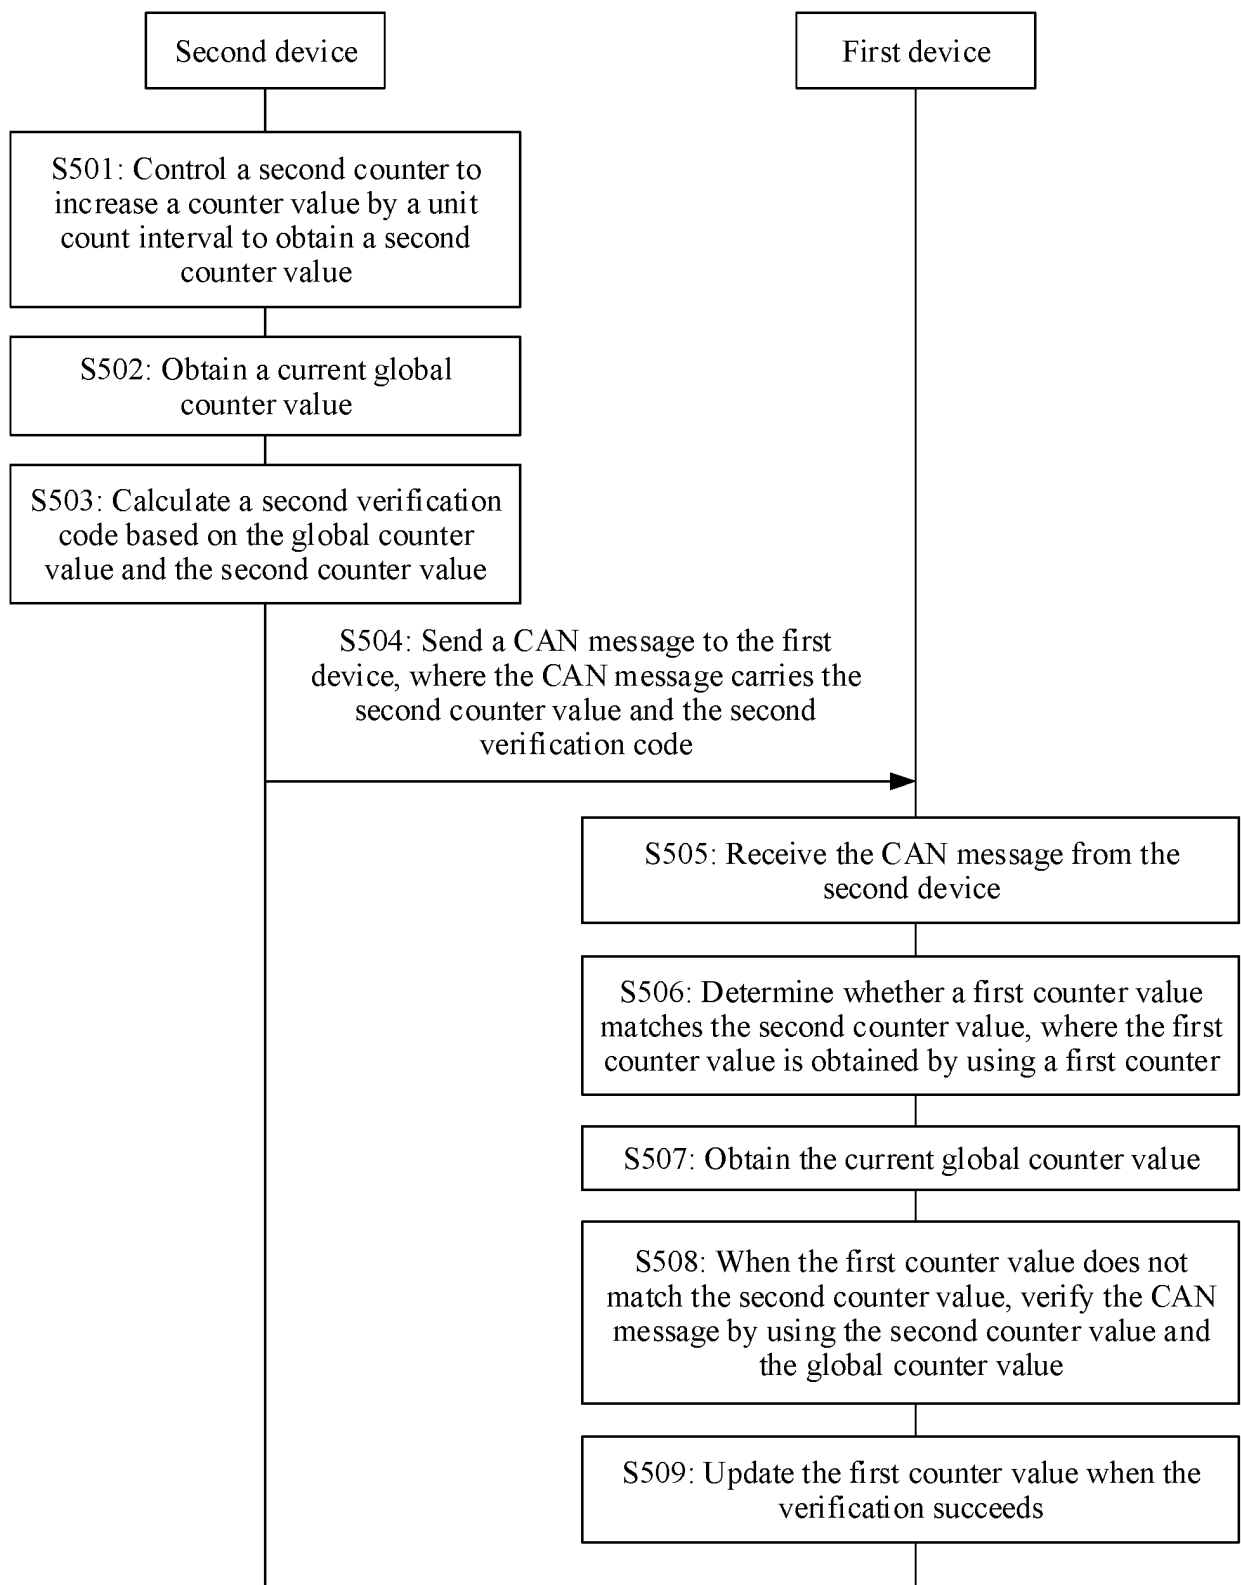 Second device
First device
S501: Control a second counter to
increase a counter value by a unit
count interval to obtain a second
counter value
S502: Obtain a current global
counter value
S503: Calculate a second verification
code based on the global counter
value and the second counter value
S504: Send a CAN message to the first
device, where the CAN message carries the
second counter value and the second
verification code
S505: Receive the CAN message from the
second device
S506: Determine whether a first counter value
matches the second counter value, where the first
counter value is obtained by using a first counter
S507: Obtain the current global counter value
S508: When the first counter value does not
match the second counter value, verify the CAN
message by using the second counter value and
the global counter value
S509: Update the first counter value when the
verification succeeds